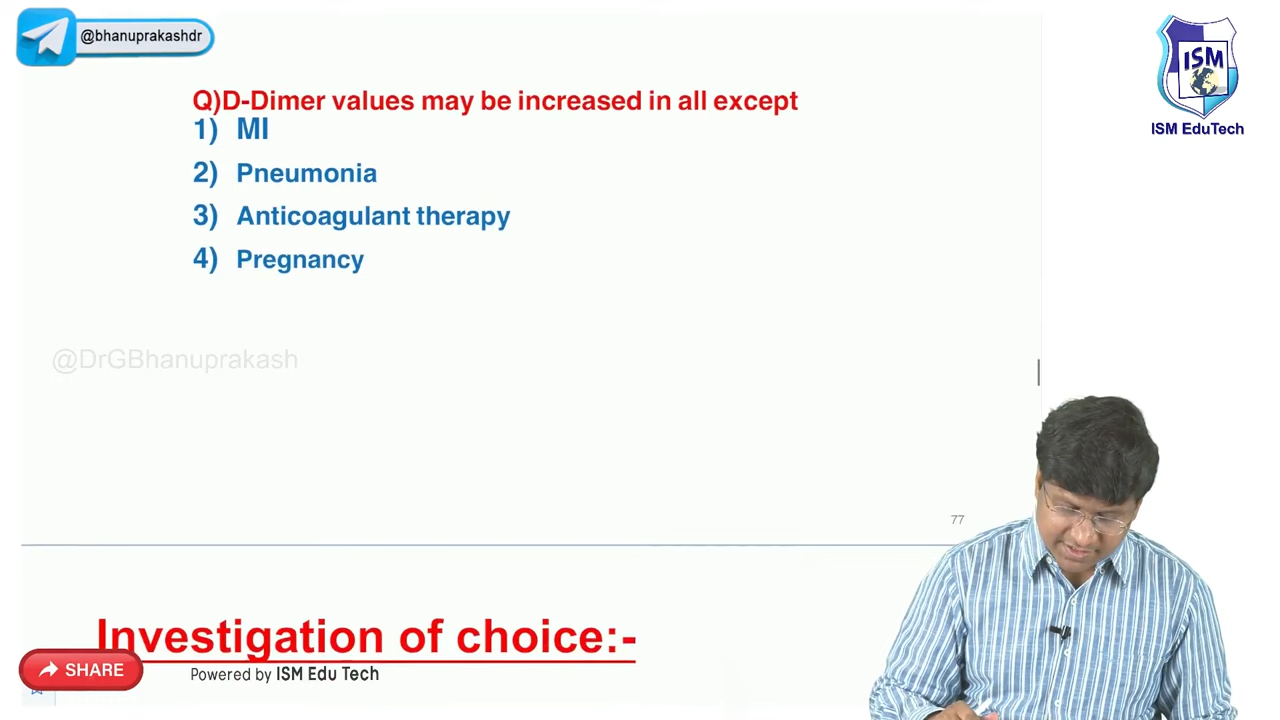 @bhanuprakashdr
ISM
ISM EduTech
Q)D-Dimer values may be increased in all except
1) MI
2) Pneumonia
3) Anticoagulant therapy
4) Pregnancy
@DrGBhanuprakash
77
Investigation of choice:-
SHARE
Powered by ISM Edu Tech